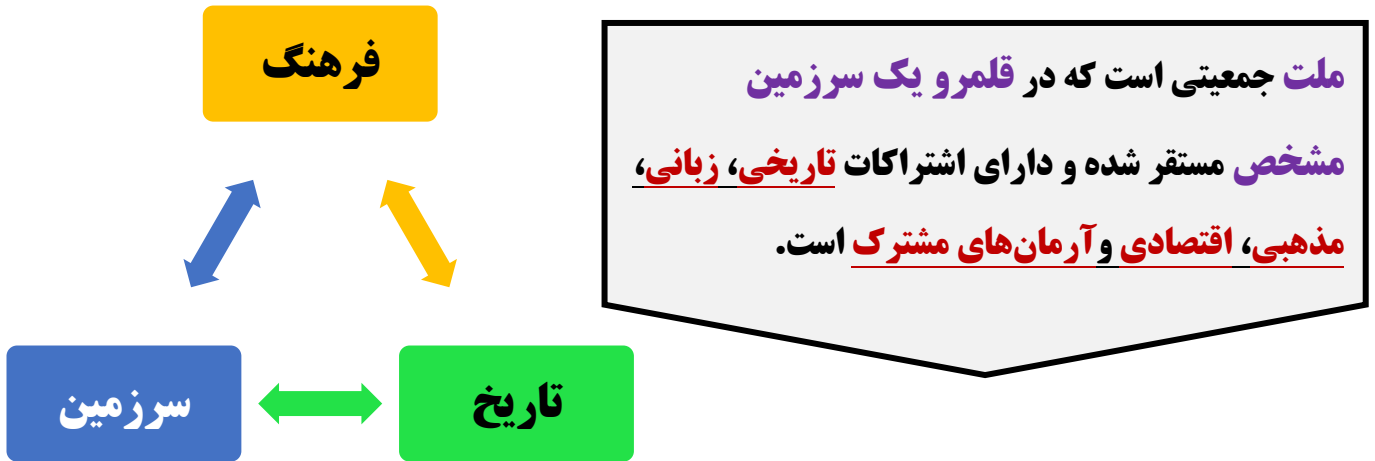 ملت جمعیتی است که در قلمرو یک سرزمین
مشخص مستقر شده و دارای اشتراکات تاریخی، زبانی،
مذهبی، اقتصادی وآرمان‌های مشترک است.
فرهنگ
تاریخ
سرزمین